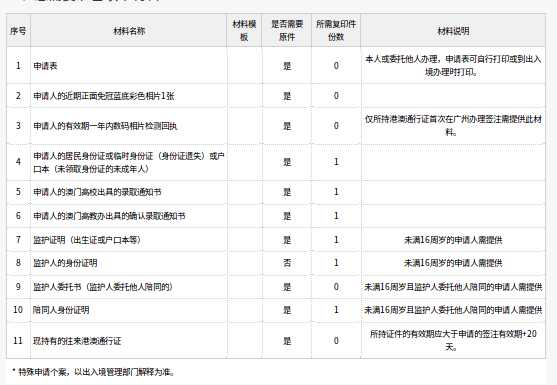 序号 材料名称 材料模板 是否需要原件 所需复印件份数 材料说明
1 申请表 是 0 本人或委托他人办理，申请表可自行打印或到出入境办理时打印。
2 申请人的近期正面免冠蓝底彩色相片1张 是 0
3 申请人的有效期一年内数码相片检测回执 是 0 仅所持港澳通行证首次在广州办理签注需提供此材料。
4 申请人的居民身份证或临时身份证（身份证遗失）或户口本（未领取身份证的未成年人） 是 1
5 申请人的澳门高校出具的录取通知书 是 1
6 申请人的澳门高教办出具的确认录取通知书 是 1
7 监护证明（出生证或户口本等） 是 1 未满16周岁的申请人需提供
8 监护人的身份证明 否 1 未满16周岁的申请人需提供
9 监护人委托书（监护人委托他人陪同的） 是 0 未满16周岁且监护人委托他人陪同的申请人需提供
10 陪同人身份证明 是 1 未满16周岁且监护人委托他人陪同的申请人需提供
11 现持有的往来港澳通行证 是 0 所持证件的有效期应大于申请的签注有效期+20天。
* 特殊申请个案，以出入境管理部门解释为准。